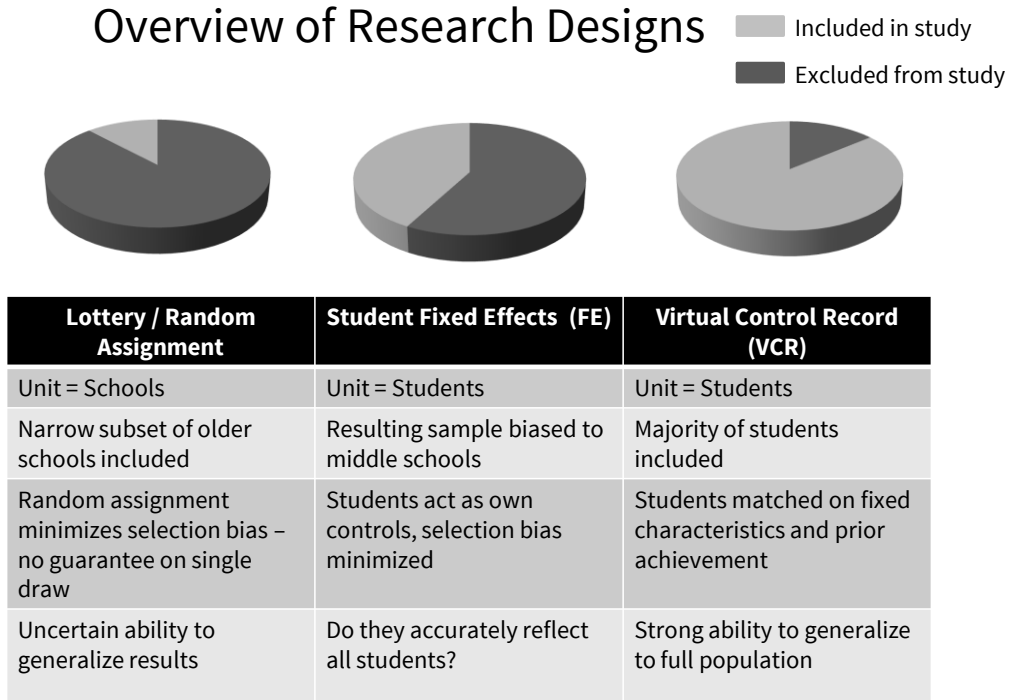 Overview of Research Designs
Included in study
Excluded from study
Lottery / Random
Assignment
Student Fixed Effects  (FE)
Virtual Control Record
(VCR)
Unit = Schools
Unit = Students
Unit = Students
Narrow subset of older
schools included
Resulting sample biased to
middle schools
Majority of students
included
Random assignment
minimizes selection bias –
no guarantee on single
draw
Students act as own
controls, selection bias
minimized
Students matched on fixed
characteristics and prior
achievement
Uncertain ability to
generalize results
Do they accurately reflect
all students?
Strong ability to generalize
to full population